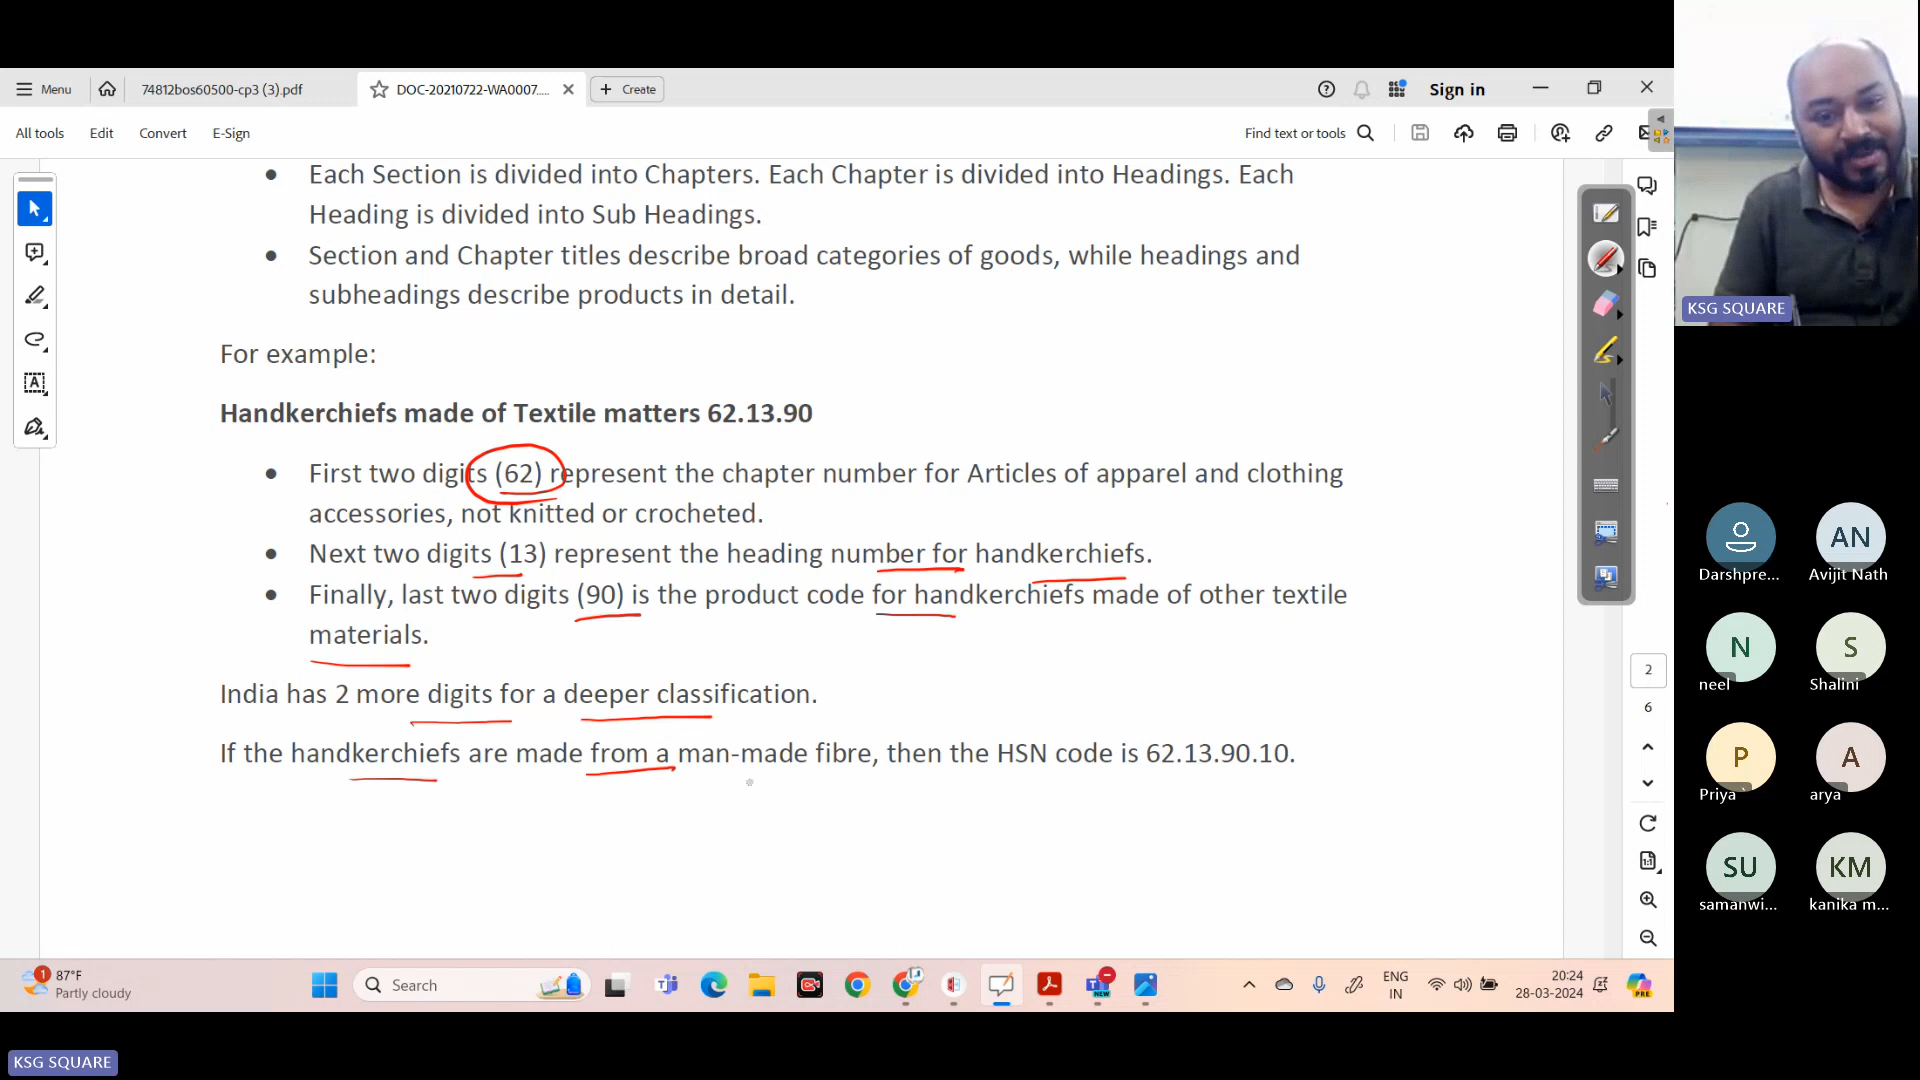 Menu
74812bos60500-cp3 (3).pdf
DOC-20210722-WA0007....
Create
Sign in
All tools
Edit
Convert
E-Sign
Find text or tools
Each Section is divided into Chapters. Each Chapter is divided into Headings. Each
Heading is divided into Sub Headings.
Section and Chapter titles describe broad categories of goods, while headings and
subheadings describe products in detail.
For example:
Handkerchiefs made of Textile matters 62.13.90
First two digits (62) represent the chapter number for Articles of apparel and clothing
accessories, not knitted or crocheted.
Next two digits (13) represent the heading number for handkerchiefs.
Finally, last two digits (90) is the product code for handkerchiefs made of other textile
materials.
India has 2 more digits for a deeper classification.
If the handkerchiefs are made from a man-made fibre, then the HSN code is 62.13.90.10.
2
6
KSG SQUARE
Darshpre...
AN
Avijit Nath
N
neel
S
Shalini
P
Priya `
A
arya
SU
samanwi...
KM
kanika m...
1
87°F
Partly cloudy
Search
NEW
ENG
IN
20:24
28-03-2024
PRE
KSG SQUARE